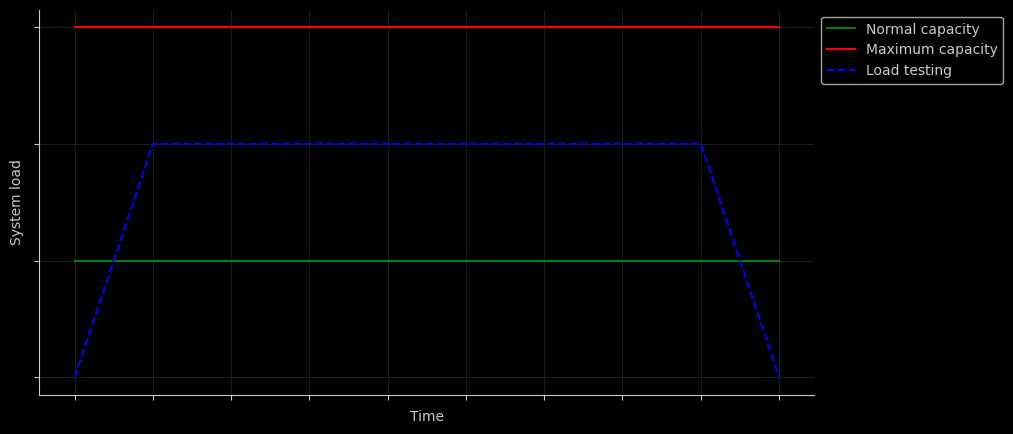 Normal capacity
Maximum capacity
Load testing
System load
Time